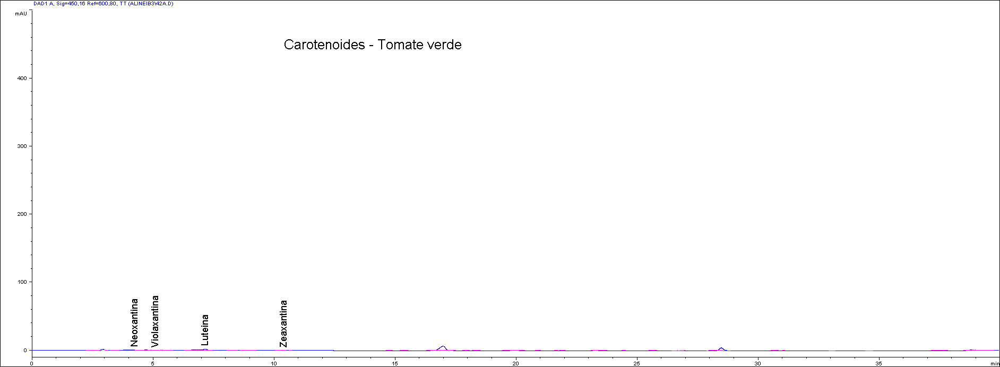 DAD1 A, Sig=450,16 Ref=600,80, TT (ALINEIB3\42A.D)
mAU
Carotenoides - Tomate verde
400
300
200
100
0
Neoxantina
Violaxantina
Luteina
Zeaxantina
0 5 10 15 20 25 30 35 min